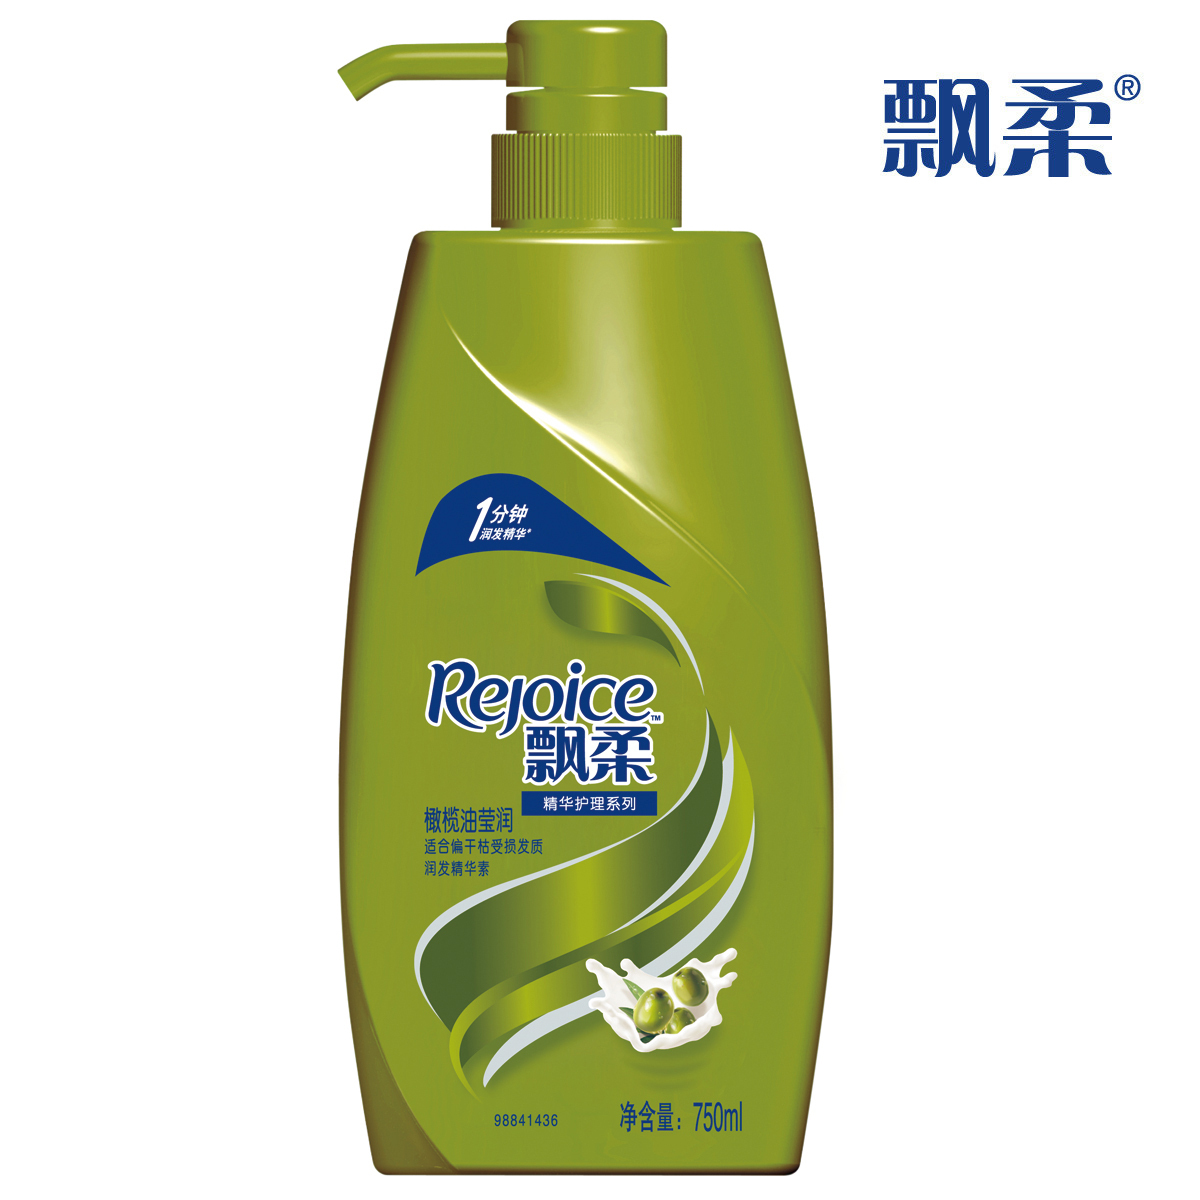 飘柔®
1分钟
润发精华*
Rejoice™
飘柔
精华护理系列
橄榄油莹润
适合偏干枯受损发质
润发精华素
98841436
净含量：750ml